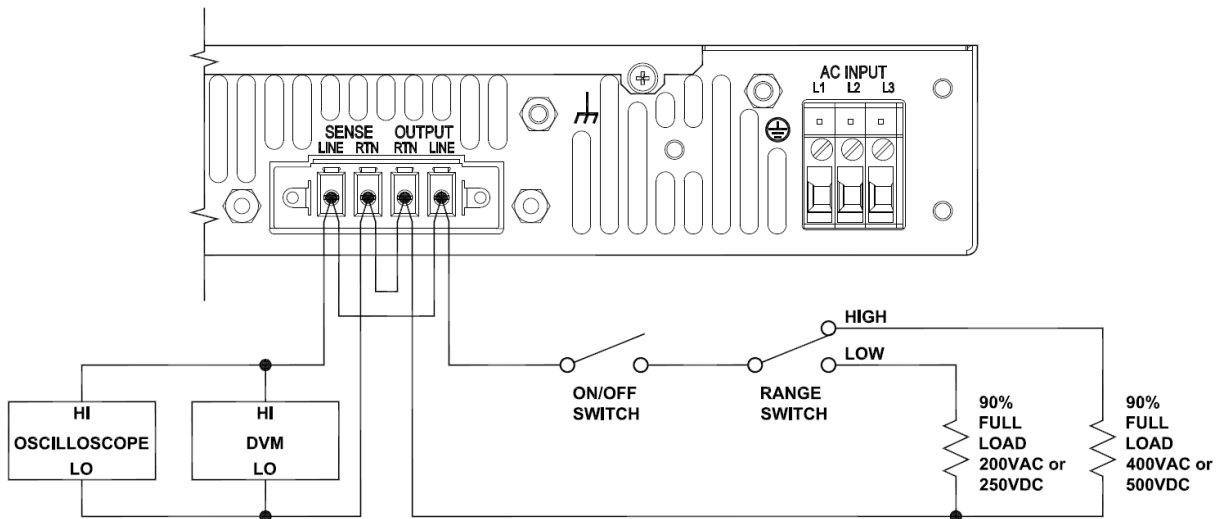 AC INPUT
L1 L2 L3
SENSE OUTPUT
LINE RTN RTN LINE
HIGH
LOW
ON/OFF
SWITCH
RANGE
SWITCH
HI
OSCILLOSCOPE
LO
HI
DVM
LO
90%
FULL
LOAD
200VAC or
250VDC
90%
FULL
LOAD
400VAC or
500VDC